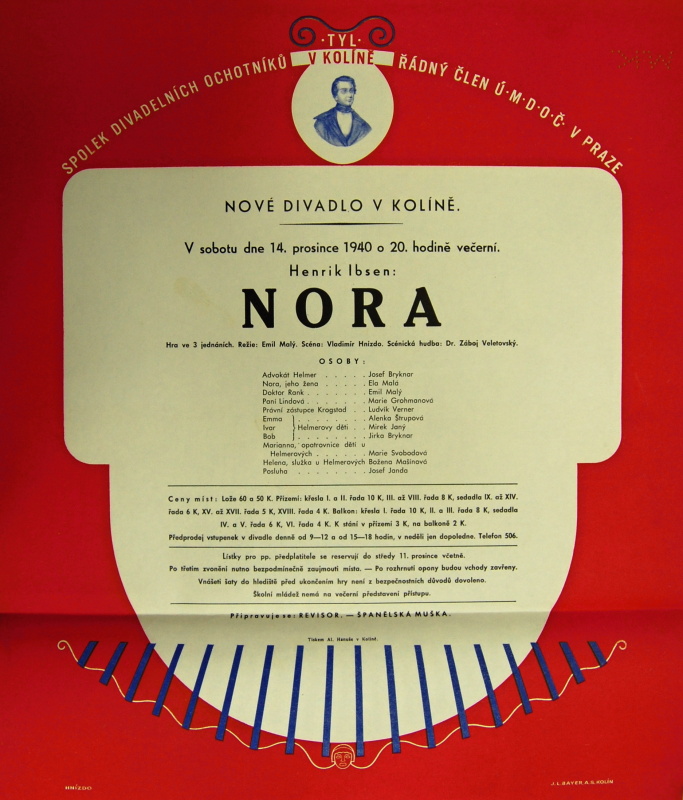 ·TYL·
V KOLÍNĚ
SPOLEK DIVADELNÍCH OCHOTNÍKŮ
ŘÁDNÝ ČLEN Ú·M·D·O·Č· V PRAZE
NOVÉ DIVADLO V KOLÍNĚ.
V sobotu dne 14. prosince 1940 o 20. hodině večerní.
Henrik Ibsen:
NORA
Hra ve 3 jednáních. Režie: Emil Malý. Scéna: Vladimír Hnízdo. Scénická hudba: Dr. Záboj Veletovský.
OSOBY:
Advokát Helmer . . . . . Josef Bryknar
Nora, jeho žena . . . . . Ela Malá
Doktor Rank . . . . . . . Emil Malý
Paní Lindová . . . . . . . Marie Grohmanová
Právní zástupce Krogstad . . Ludvík Verner
Emma . . . . . . . . Alenka Štrupová
Ivar } Helmerovy děti . . Mirek Janý
Bob . . . . . . . . Jirka Bryknar
Marianna, opatrovnice dětí u
Helmerových . . . . . . Marie Svobodová
Helena, služka u Helmerových Božena Mašínová
Posluha . . . . . . . . Josef Janda
Ceny míst: Lože 60 a 50 K. Přízemí: křesla I. a II. řada 10 K, III. až VIII. řada 8 K, sedadla IX. až XIV.
řada 6 K, XV. až XVII. řada 5 K, XVIII. řada 4 K. Balkon: křesla I. řada 10 K, II. a III. řada 8 K, sedadla
IV. a V. řada 6 K, VI. řada 4 K. K stání v přízemí 3 K, na balkoně 2 K.
Předprodej vstupenek v divadle denně od 9—12 a od 15—18 hodin, v neděli jen dopoledne. Telefon 506.
Lístky pro pp. předplatitele se reservují do středy 11. prosince včetně.
Po třetím zvonění nutno bezpodmínečně zaujmouti místa. — Po rozhrnutí opony budou vchody zavřeny.
Vnášeti šaty do hlediště před ukončením hry není z bezpečnostních důvodů dovoleno.
Školní mládež nemá na večerní představení přístupu.
Připravuje se: REVISOR. — ŠPANĚLSKÁ MUŠKA.
Tiskem Al. Hanuše v Kolíně.
HNÍZDO
J. L. BAYER, A. S. KOLÍN